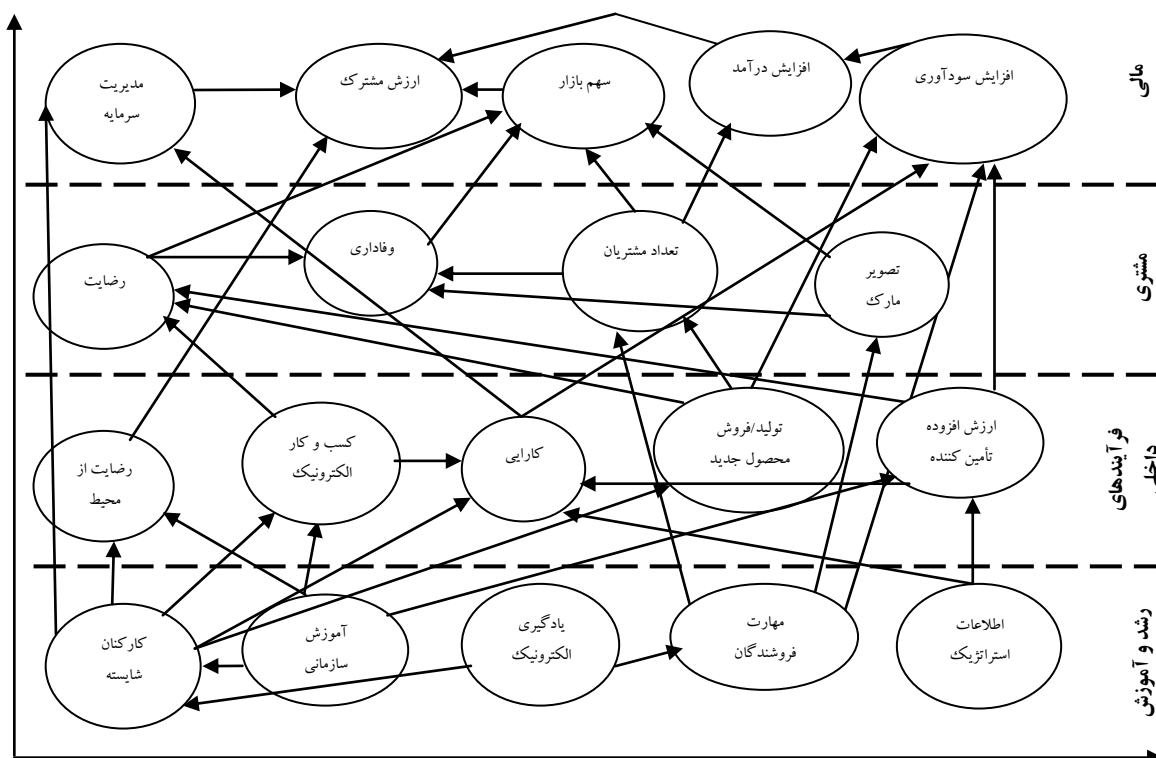 مالی
افزایش سودآوری
افزایش درآمد
سهم بازار
ارزش مشترک
مدیریت
سرمایه
مشتری
تصویر
مارک
تعداد مشتریان
وفاداری
رضایت
فرآیندهای
ارزش افزوده
تأمین کننده
تولید/فروش
محصول جدید
کارایی
کسب و کار
الکترونیک
رضایت از
محیط
رشد و آموزش
اطلاعات
استراتژیک
مهارت
فروشندگان
یادگیری
الکترونیک
آموزش
سازمانی
کارکنان
شایسته